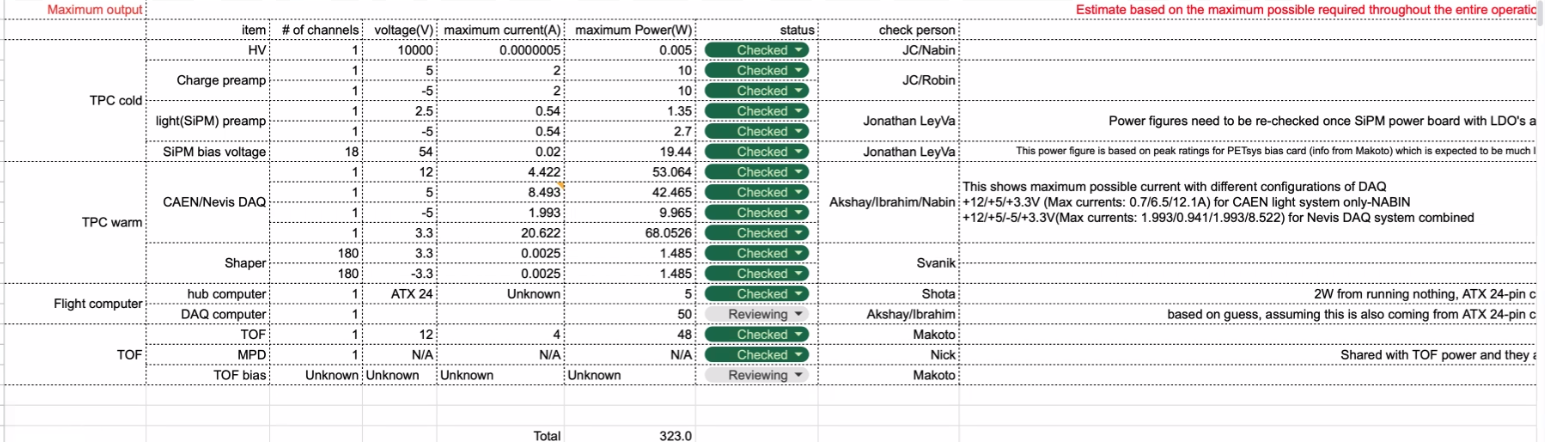 Maximum output Estimate based on the maximum possible required throughout the entire operatio
item # of channels voltage(V) maximum current(A) maximum Power(W) status check person
TPC cold HV 1 10000 0.0000005 0.005 Checked JC/Nabin
Charge preamp 1 5 2 10 Checked JC/Robin
1 -5 2 10 Checked
light(SiPM) preamp 1 2.5 0.54 1.35 Checked Jonathan LeyVa Power figures need to be re-checked once SiPM power board with LDO's a
1 -5 0.54 2.7 Checked
SiPM bias voltage 18 54 0.02 19.44 Checked Jonathan LeyVa This power figure is based on peak ratings for PETsys bias card (info from Makoto) which is expected to be much l
TPC warm CAEN/Nevis DAQ 1 12 4.422 53.064 Checked Akshay/Ibrahim/Nabin This shows maximum possible current with different configurations of DAQ
1 5 8.493 42.465 Checked +12/+5/+3.3V (Max currents: 0.7/6.5/12.1A) for CAEN light system only-NABIN
1 -5 1.993 9.965 Checked +12/+5/-5/+3.3V(Max currents: 1.993/0.941/1.993/8.522) for Nevis DAQ system combined
1 3.3 20.622 68.0526 Checked
Shaper 180 3.3 0.0025 1.485 Checked Svanik
180 -3.3 0.0025 1.485 Checked
Flight computer hub computer 1 ATX 24 Unknown 5 Checked Shota 2W from running nothing, ATX 24-pin c
DAQ computer 1 50 Reviewing Akshay/Ibrahim based on guess, assuming this is also coming from ATX 24-pin c
TOF TOF 1 12 4 48 Checked Makoto
MPD 1 N/A N/A N/A Checked Nick Shared with TOF power and they a
TOF bias Unknown Unknown Unknown Unknown Reviewing Makoto
Total 323.0